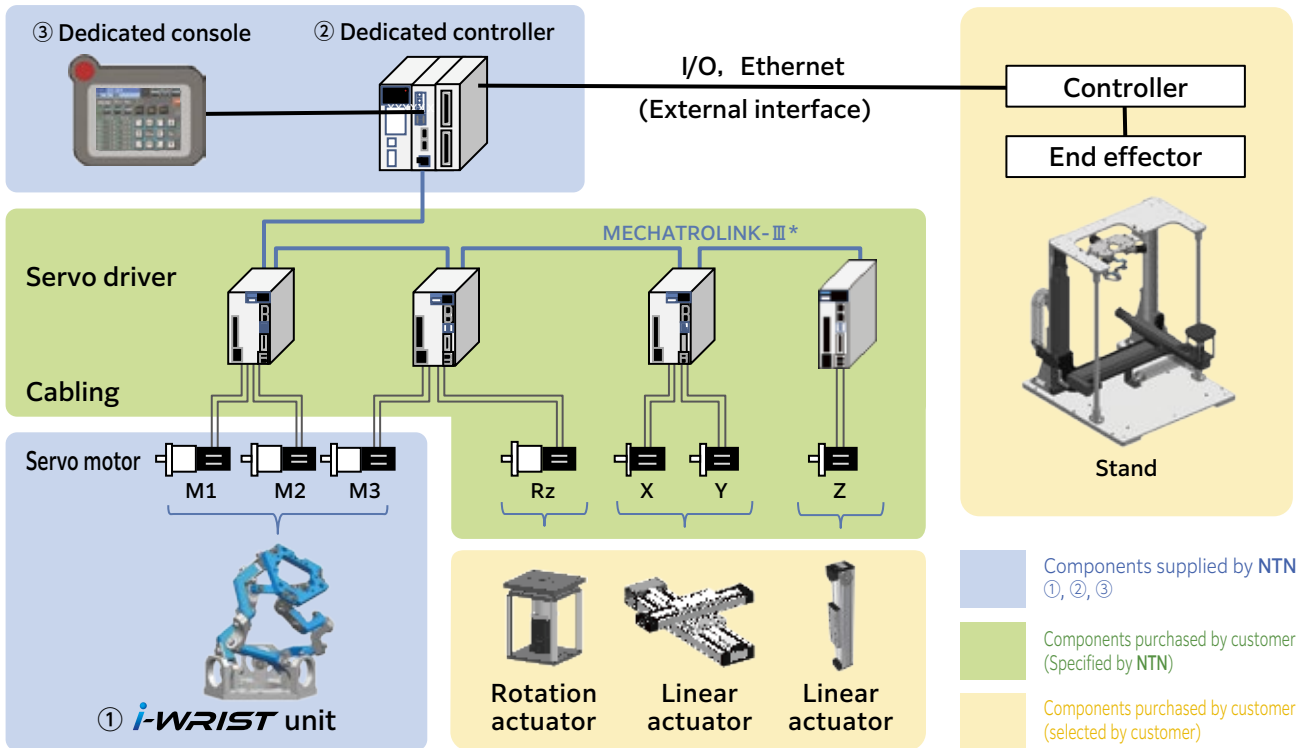 ③ Dedicated console
② Dedicated controller
I/O, Ethernet
(External interface)
Controller
End effector
MECHATROLINK-Ⅲ*
Servo driver
Cabling
Servo motor
M1
M2
M3
Rz
X
Y
Z
Stand
① i-WRIST unit
Rotation
actuator
Linear
actuator
Linear
actuator
Components supplied by NTN
①, ②, ③
Components purchased by customer
(Specified by NTN)
Components purchased by customer
(selected by customer)